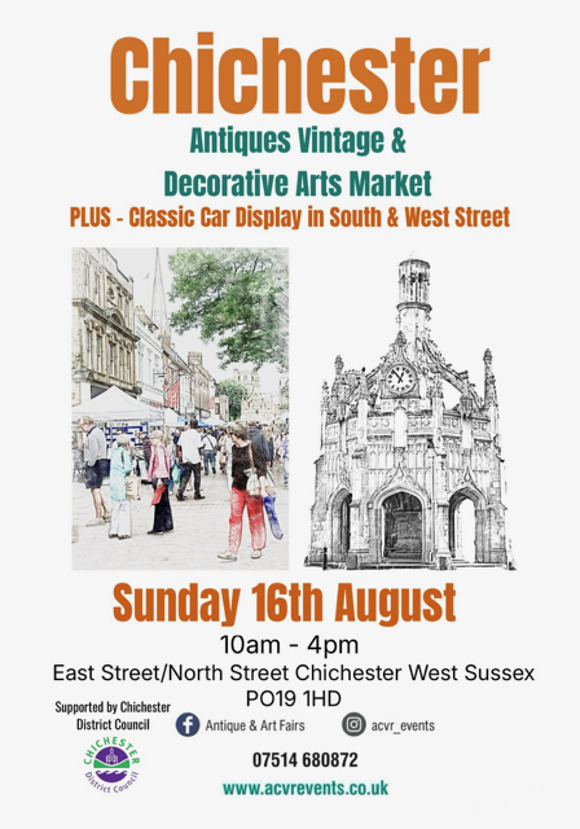 Chichester
Antiques Vintage &
Decorative Arts Market
PLUS - Classic Car Display in South & West Street
Sunday 16th August
10am - 4pm
East Street/North Street Chichester West Sussex
PO19 1HD
Supported by Chichester
District Council
Antique & Art Fairs
acvr_events
CHICHESTER
District Council
07514 680872
www.acvrevents.co.uk